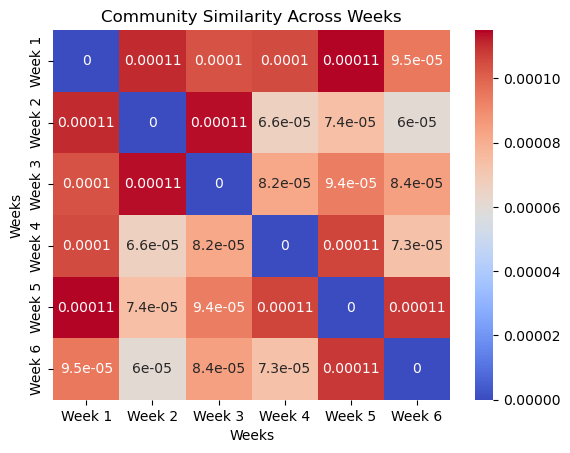 Community Similarity Across Weeks
Week 1 0 0.00011 0.0001 0.0001 0.00011 9.5e-05
Week 2 0.00011 0 0.00011 6.6e-05 7.4e-05 6e-05
Week 3 0.0001 0.00011 0 8.2e-05 9.4e-05 8.4e-05
Week 4 0.0001 6.6e-05 8.2e-05 0 0.00011 7.3e-05
Week 5 0.00011 7.4e-05 9.4e-05 0.00011 0 0.00011
Week 6 9.5e-05 6e-05 8.4e-05 7.3e-05 0.00011 0
Weeks
Week 1 Week 2 Week 3 Week 4 Week 5 Week 6
Weeks
0.00010
0.00008
0.00006
0.00004
0.00002
0.00000